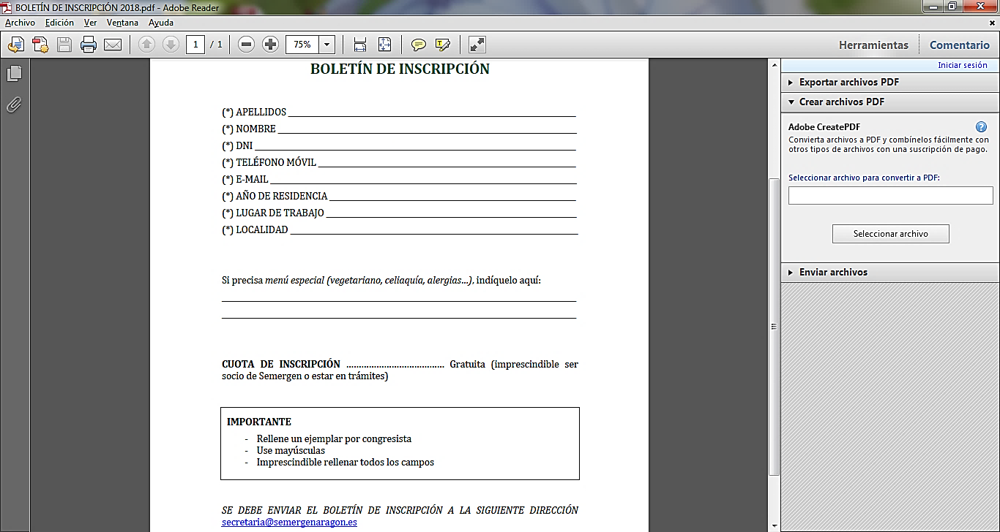 BOLETÍN DE INSCRIPCIÓN 2018.pdf - Adobe Reader
Archivo Edición Ver Ventana Ayuda
1 / 1 75% Herramientas Comentario
Iniciar sesión
Exportar archivos PDF
Crear archivos PDF
Adobe CreatePDF
Convierta archivos a PDF y combínelos fácilmente con
otros tipos de archivos con una suscripción de pago.
Seleccionar archivo para convertir a PDF:
Seleccionar archivo
Enviar archivos
BOLETÍN DE INSCRIPCIÓN
(*) APELLIDOS
(*) NOMBRE
(*) DNI
(*) TELÉFONO MÓVIL
(*) E-MAIL
(*) AÑO DE RESIDENCIA
(*) LUGAR DE TRABAJO
(*) LOCALIDAD
Si precisa menú especial (vegetariano, celiaquía, alergias...), indíquelo aquí:
CUOTA DE INSCRIPCIÓN ....................................... Gratuita (imprescindible ser
socio de Semergen o estar en trámites)
IMPORTANTE
- Rellene un ejemplar por congresista
- Use mayúsculas
- Imprescindible rellenar todos los campos
SE DEBE ENVIAR EL BOLETÍN DE INSCRIPCIÓN A LA SIGUIENTE DIRECCIÓN
secretaria@semergenaragon.es